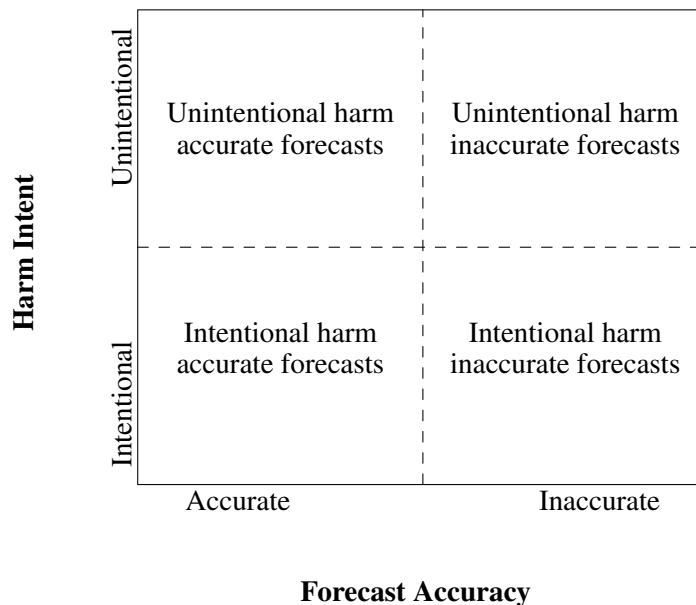 Harm Intent
Unintentional
Intentional
Unintentional harm
accurate forecasts
Unintentional harm
inaccurate forecasts
Intentional harm
accurate forecasts
Intentional harm
inaccurate forecasts
Accurate
Inaccurate
Forecast Accuracy